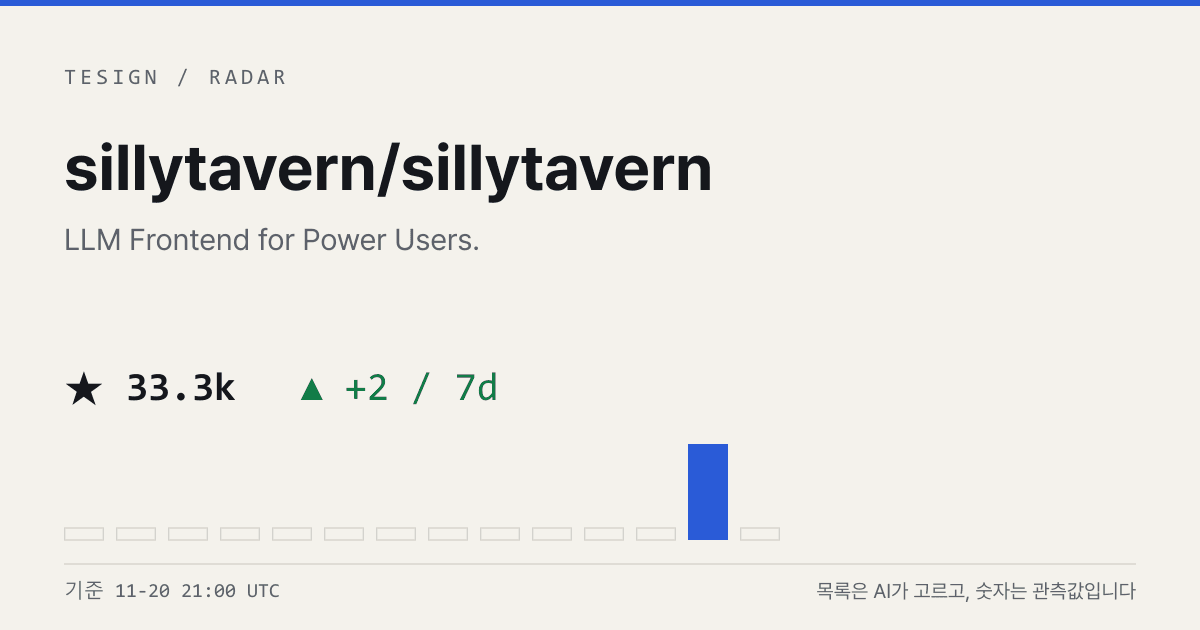 TESIGN / RADAR
sillytavern/sillytavern
LLM Frontend for Power Users.
★ 33.3k ▲ +2 / 7d
기준 11-20 21:00 UTC
목록은 AI가 고르고, 숫자는 관측값입니다